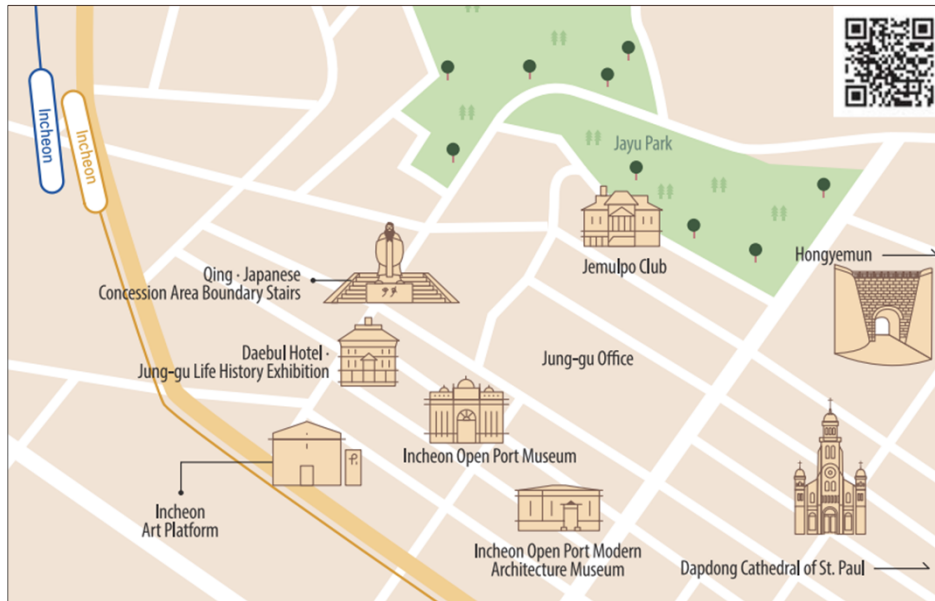 Incheon
Incheon
Jayu Park
Jemulpo Club
Hongyemun
Qing · Japanese
Concession Area Boundary Stairs
Daebul Hotel ·
Jung-gu Life History Exhibition
Jung-gu Office
Incheon Open Port Museum
Incheon
Art Platform
Incheon Open Port Modern
Architecture Museum
Dapdong Cathedral of St. Paul